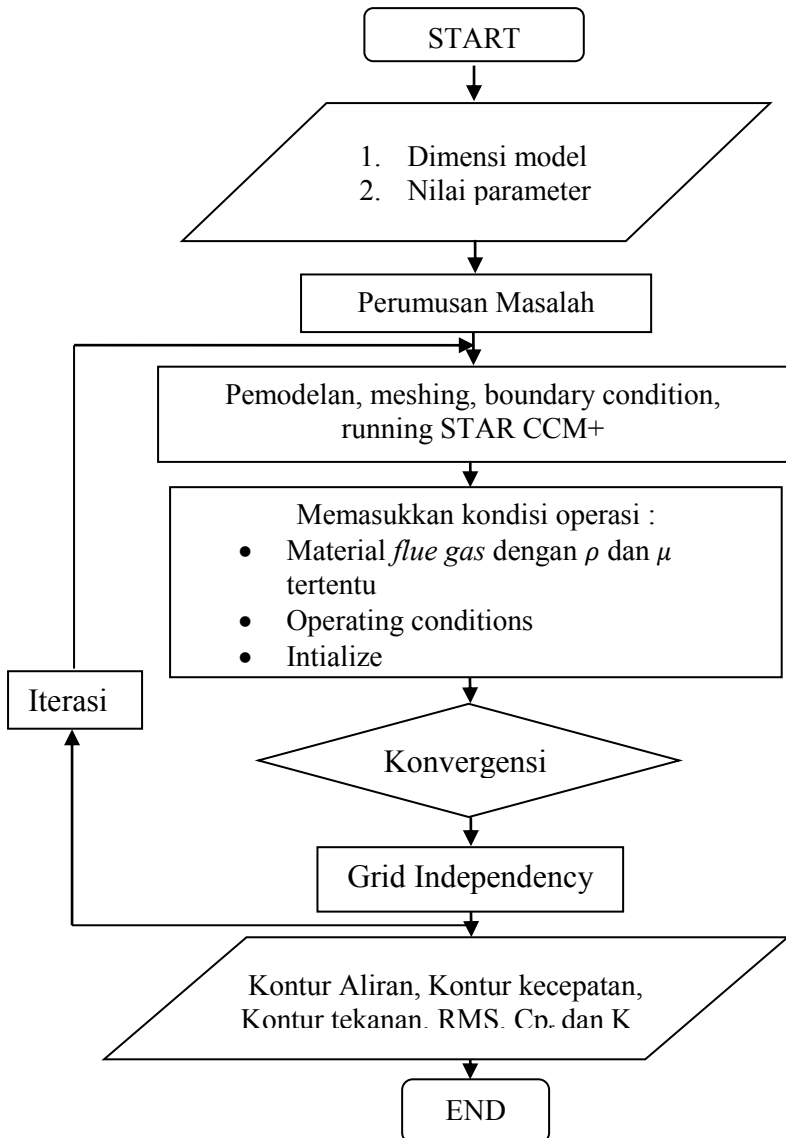 START
1. Dimensi model
2. Nilai parameter
Perumusan Masalah
Pemodelan, meshing, boundary condition,
running STAR CCM+
Memasukkan kondisi operasi :
• Material flue gas dengan ρ dan μ
tertentu
• Operating conditions
• Intialize
Iterasi
Konvergensi
Grid Independency
Kontur Aliran, Kontur kecepatan,
Kontur tekanan, RMS, Cpr dan K
END